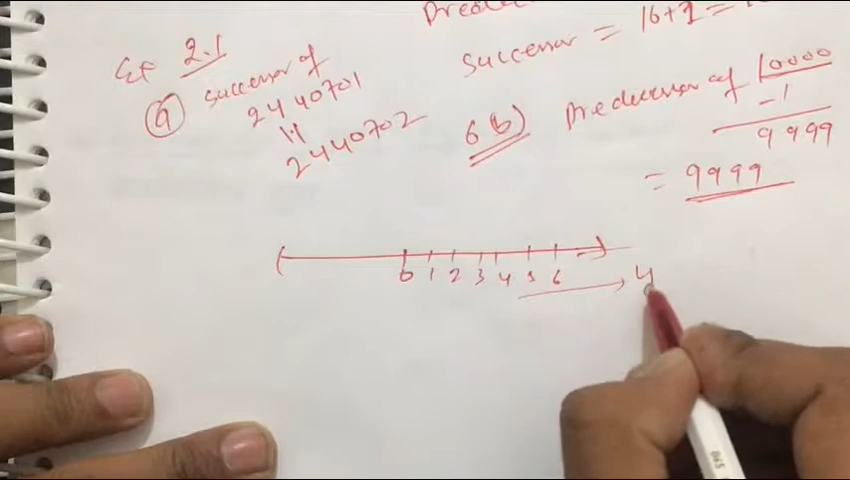 Predec
Successor = 16+1 =
Ex 2.1
(a) Successor of
2440701
2440702
6 b) Predecessor of 10000
-1
9999
= 9999
0 1 2 3 4 5 6
4